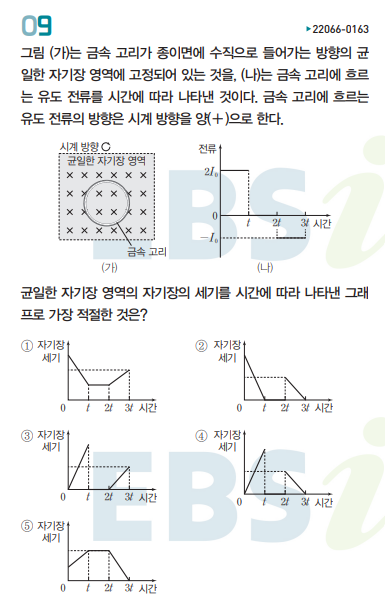 09
▶22066-0163
그림 (가)는 금속 고리가 종이면에 수직으로 들어가는 방향의 균
일한 자기장 영역에 고정되어 있는 것을, (나)는 금속 고리에 흐르
는 유도 전류를 시간에 따라 나타낸 것이다. 금속 고리에 흐르는
유도 전류의 방향은 시계 방향을 양(+)으로 한다.
시계 방향
균일한 자기장 영역
금속 고리
(가)
전류
2I₀
0
t 2t 3t 시간
-I₀
(나)
균일한 자기장 영역의 자기장의 세기를 시간에 따라 나타낸 그래
프로 가장 적절한 것은?
① 자기장
세기
0 t 2t 3t 시간
② 자기장
세기
0 t 2t 3t 시간
③ 자기장
세기
0 t 2t 3t 시간
④ 자기장
세기
0 t 2t 3t 시간
⑤ 자기장
세기
0 t 2t 3t 시간
EBSi
EBSi